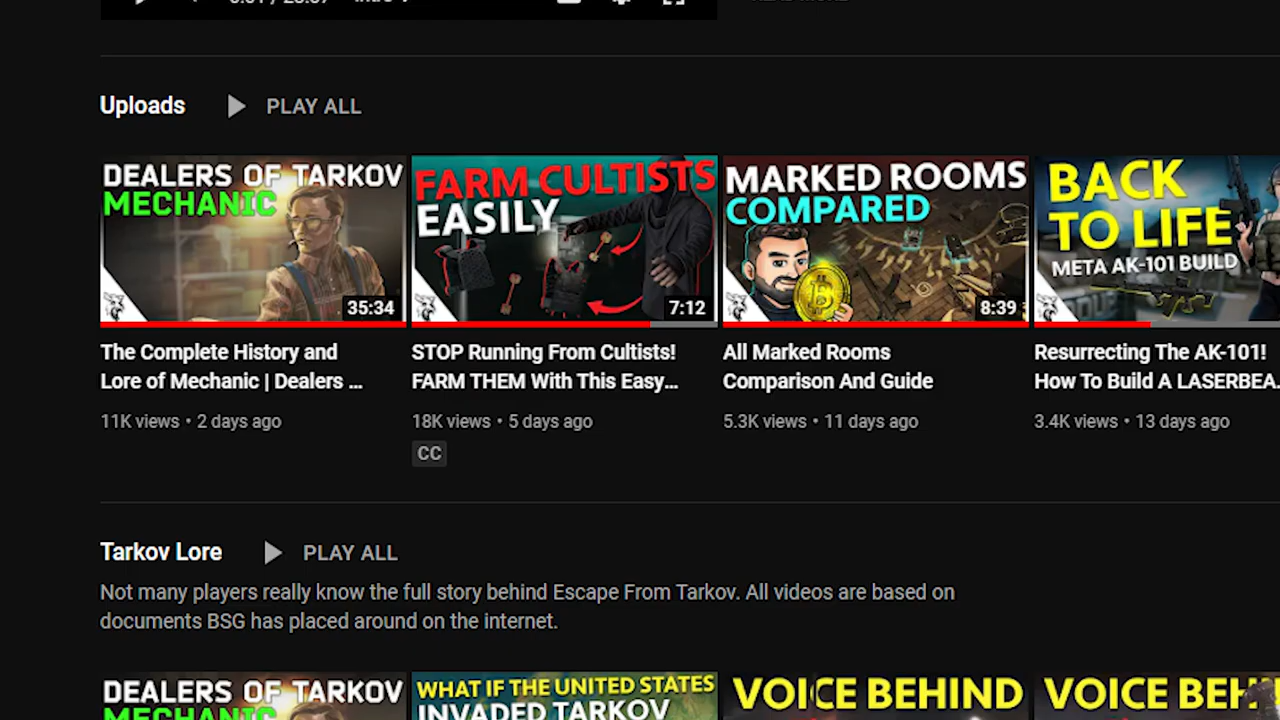 Uploads PLAY ALL
DEALERS OF TARKOV
MECHANIC
35:34
FARM CULTISTS
EASILY
7:12
MARKED ROOMS
COMPARED
8:39
BACK
TO LIFE
META AK-101 BUILD
The Complete History and
Lore of Mechanic | Dealers ...
11K views • 2 days ago
STOP Running From Cultists!
FARM THEM With This Easy...
18K views • 5 days ago
CC
All Marked Rooms
Comparison And Guide
5.3K views • 11 days ago
Resurrecting The AK-101!
How To Build A LASERBEA
3.4K views • 13 days ago
Tarkov Lore PLAY ALL
Not many players really know the full story behind Escape From Tarkov. All videos are based on
documents BSG has placed around on the internet.
DEALERS OF TARKOV
MECHANIC
WHAT IF THE UNITED STATES
INVADED TARKOV
VOICE BEHIND
VOICE BEH